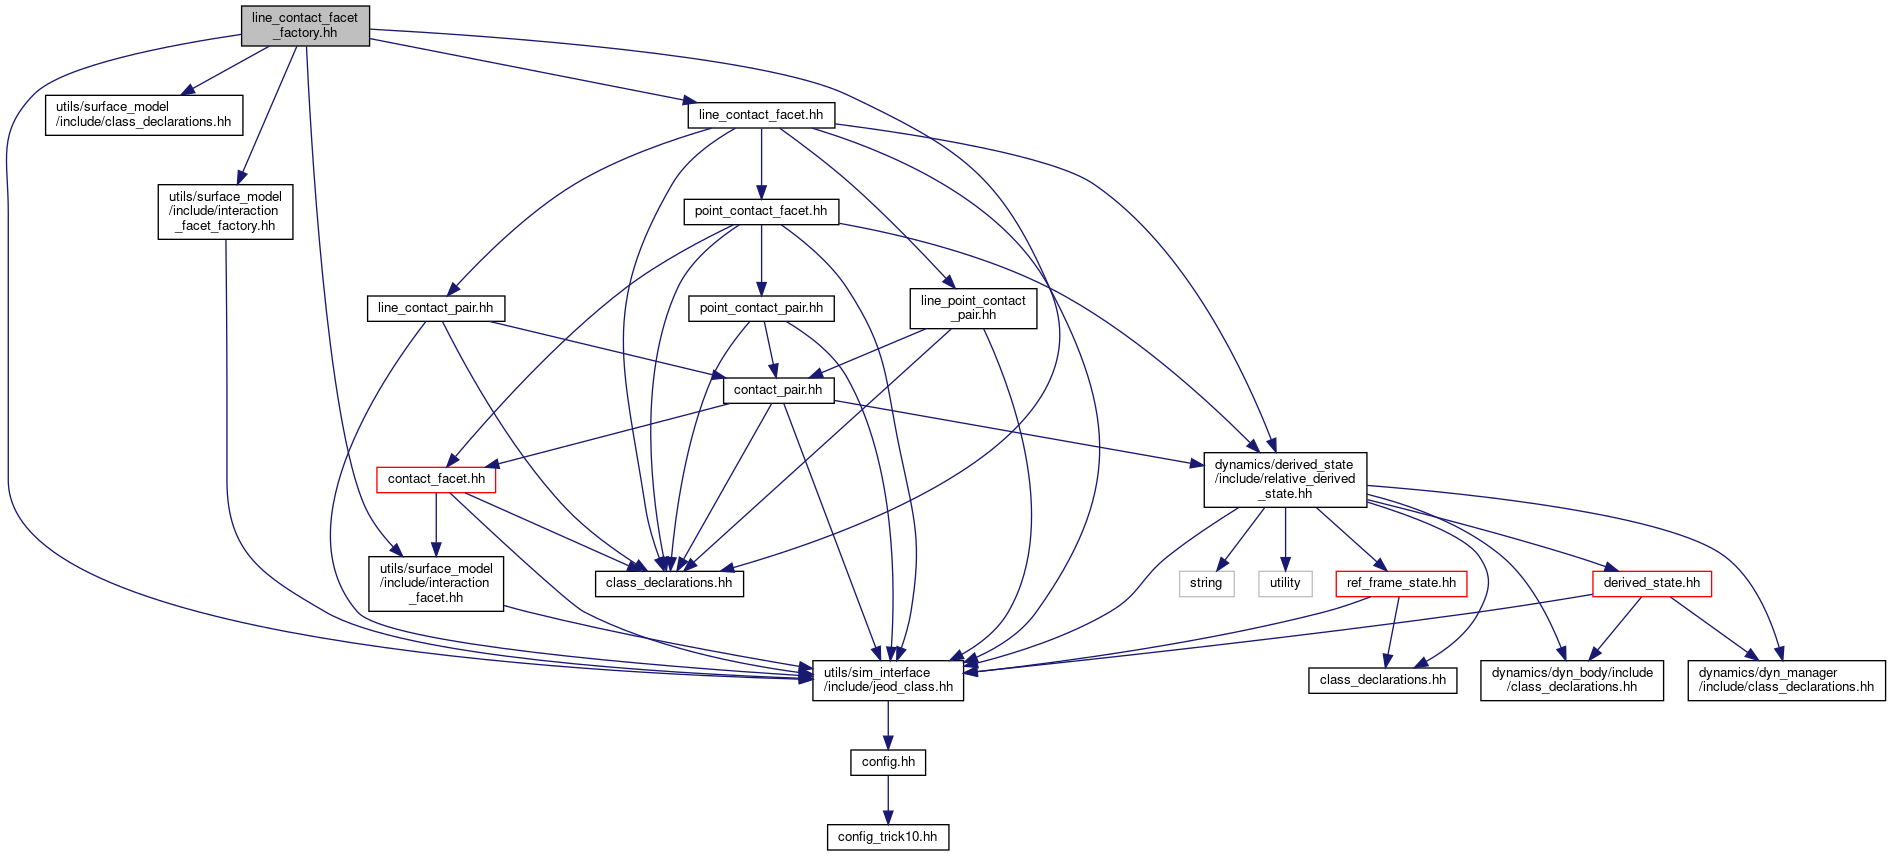 line_contact_facet
_factory.hh
utils/surface_model
/include/class_declarations.hh
line_contact_facet.hh
utils/surface_model
/include/interaction
_facet_factory.hh
point_contact_facet.hh
line_contact_pair.hh
point_contact_pair.hh
line_point_contact
_pair.hh
contact_pair.hh
contact_facet.hh
dynamics/derived_state
/include/relative_derived
_state.hh
utils/surface_model
/include/interaction
_facet.hh
class_declarations.hh
string
utility
ref_frame_state.hh
derived_state.hh
utils/sim_interface
/include/jeod_class.hh
class_declarations.hh
dynamics/dyn_body/include
/class_declarations.hh
dynamics/dyn_manager
/include/class_declarations.hh
config.hh
config_trick10.hh